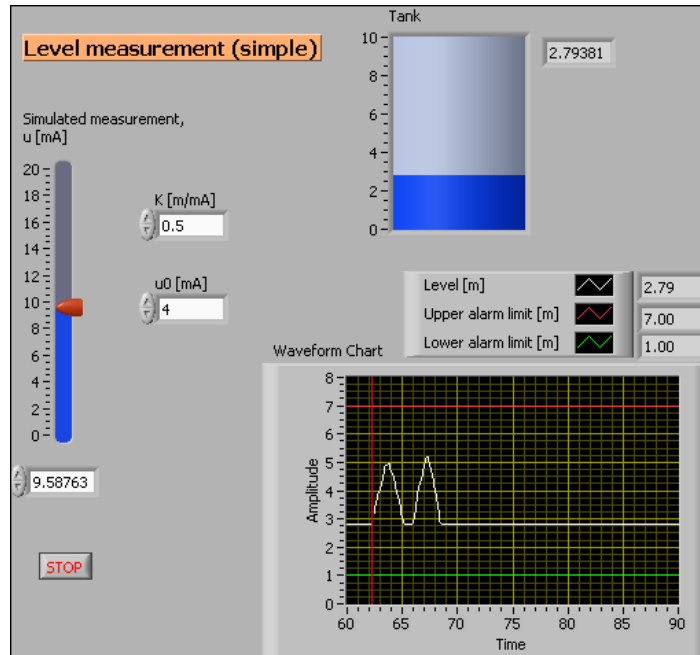 Level measurement (simple)
Tank
10
8
6
4
2
0
2.79381
Simulated measurement,
u [mA]
20
18
16
14
12
10
8
6
4
2
0
9.58763
K [m/mA]
0.5
u0 [mA]
4
STOP
Level [m] 2.79
Upper alarm limit [m] 7.00
Lower alarm limit [m] 1.00
Waveform Chart
Amplitude
8
7
6
5
4
3
2
1
0
60 65 70 75 80 85 90
Time